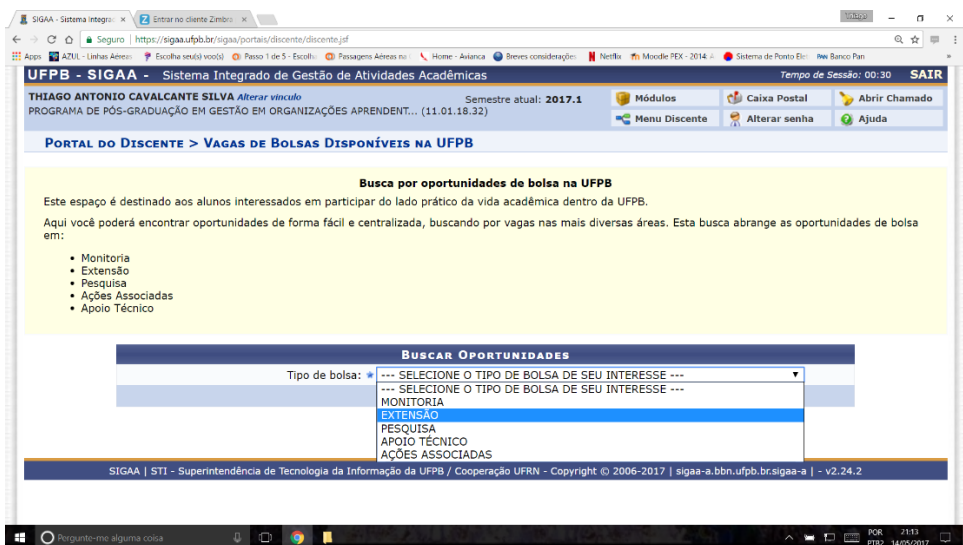 SIGAA - Sistema Integrac
Entrar no cliente Zimbra
Thiago
Seguro | https://sigaa.ufpb.br/sigaa/portais/discente/discente.jsf
Apps AZUL - Linhas Aéreas Escolha seu(s) voo(s) Passo 1 de 5 - Escolha Passagens Aéreas na Home - Avianca Breves considerações Netflix Moodle PEX - 2014 Sistema de Ponto Ele PAN Banco Pan
UFPB - SIGAA - Sistema Integrado de Gestão de Atividades Acadêmicas Tempo de Sessão: 00:30 SAIR
THIAGO ANTONIO CAVALCANTE SILVA Alterar vínculo Semestre atual: 2017.1 Módulos Caixa Postal Abrir Chamado
PROGRAMA DE PÓS-GRADUAÇÃO EM GESTÃO EM ORGANIZAÇÕES APRENDENT... (11.01.18.32) Menu Discente Alterar senha Ajuda
PORTAL DO DISCENTE > VAGAS DE BOLSAS DISPONÍVEIS NA UFPB
Busca por oportunidades de bolsa na UFPB
Este espaço é destinado aos alunos interessados em participar do lado prático da vida acadêmica dentro da UFPB.
Aqui você poderá encontrar oportunidades de forma fácil e centralizada, buscando por vagas nas mais diversas áreas. Esta busca abrange as oportunidades de bolsa
em:
• Monitoria
• Extensão
• Pesquisa
• Ações Associadas
• Apoio Técnico
BUSCAR OPORTUNIDADES
Tipo de bolsa: --- SELECIONE O TIPO DE BOLSA DE SEU INTERESSE ---
--- SELECIONE O TIPO DE BOLSA DE SEU INTERESSE ---
MONITORIA
EXTENSÃO
PESQUISA
APOIO TÉCNICO
AÇÕES ASSOCIADAS
SIGAA | STI - Superintendência de Tecnologia da Informação da UFPB / Cooperação UFRN - Copyright © 2006-2017 | sigaa-a.bbn.ufpb.br.sigaa-a | - v2.24.2
Pergunte-me alguma coisa
POR 21:13
PTB2 14/05/2017